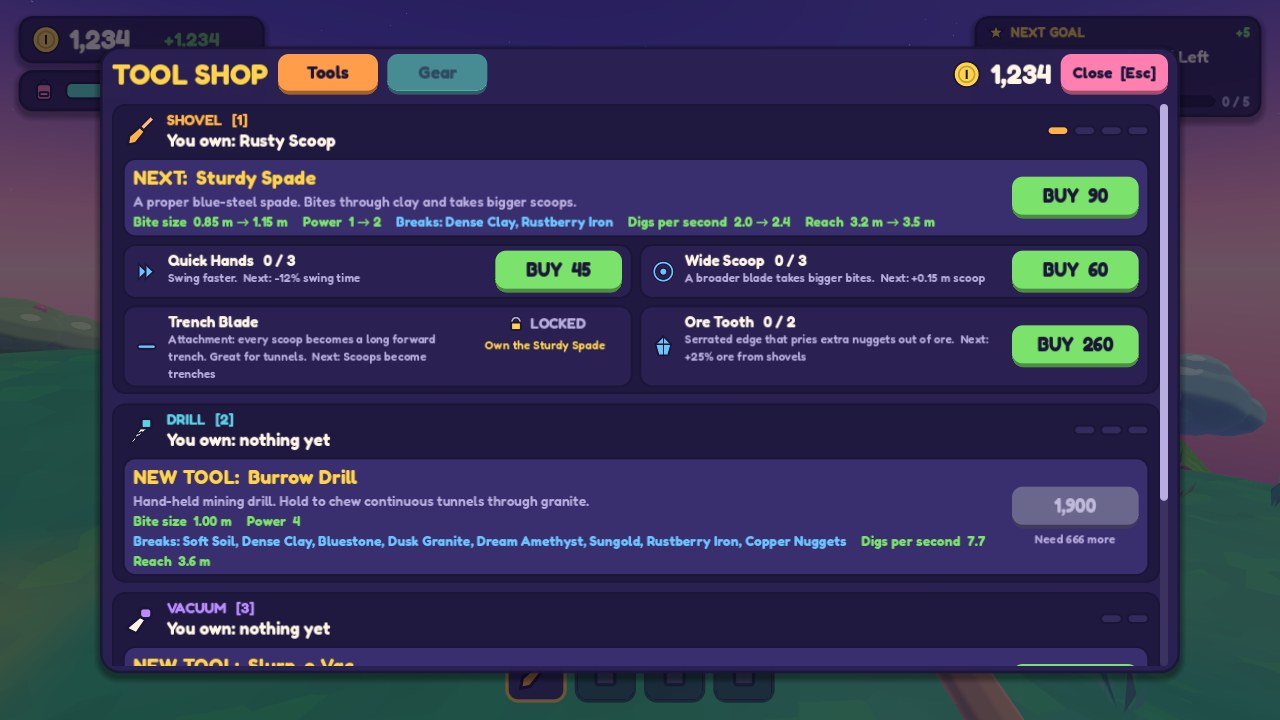 1,234 +1,234
★ NEXT GOAL +5
Left
0 / 5
TOOL SHOP Tools Gear 1,234 Close [Esc]
SHOVEL [1]
You own: Rusty Scoop
NEXT: Sturdy Spade
A proper blue-steel spade. Bites through clay and takes bigger scoops.
Bite size 0.85 m → 1.15 m Power 1 → 2 Breaks: Dense Clay, Rustberry Iron Digs per second 2.0 → 2.4 Reach 3.2 m → 3.5 m
BUY 90
Quick Hands 0 / 3
Swing faster. Next: -12% swing time
BUY 45
Wide Scoop 0 / 3
A broader blade takes bigger bites. Next: +0.15 m scoop
BUY 60
Trench Blade
Attachment: every scoop becomes a long forward
trench. Great for tunnels. Next: Scoops become
trenches
LOCKED
Own the Sturdy Spade
Ore Tooth 0 / 2
Serrated edge that pries extra nuggets out of ore. Next:
+25% ore from shovels
BUY 260
DRILL [2]
You own: nothing yet
NEW TOOL: Burrow Drill
Hand-held mining drill. Hold to chew continuous tunnels through granite.
Bite size 1.00 m Power 4
Breaks: Soft Soil, Dense Clay, Bluestone, Dusk Granite, Dream Amethyst, Sungold, Rustberry Iron, Copper Nuggets Digs per second 7.7
Reach 3.6 m
1,900
Need 666 more
VACUUM [3]
You own: nothing yet
NEW TOOL: